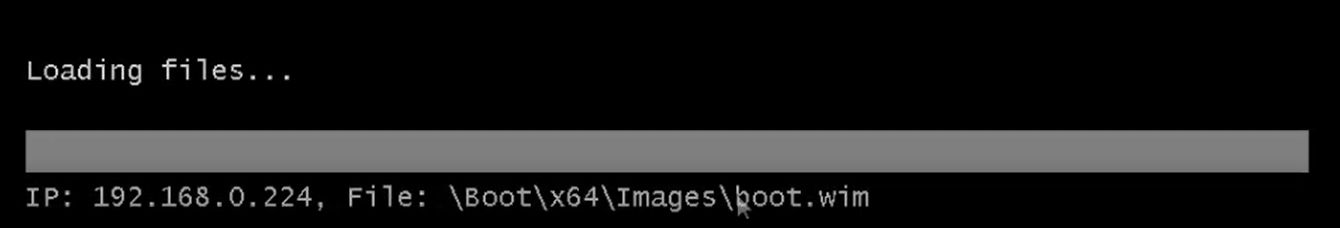 Loading files...
IP: 192.168.0.224, File: \Boot\x64\Images\boot.wim